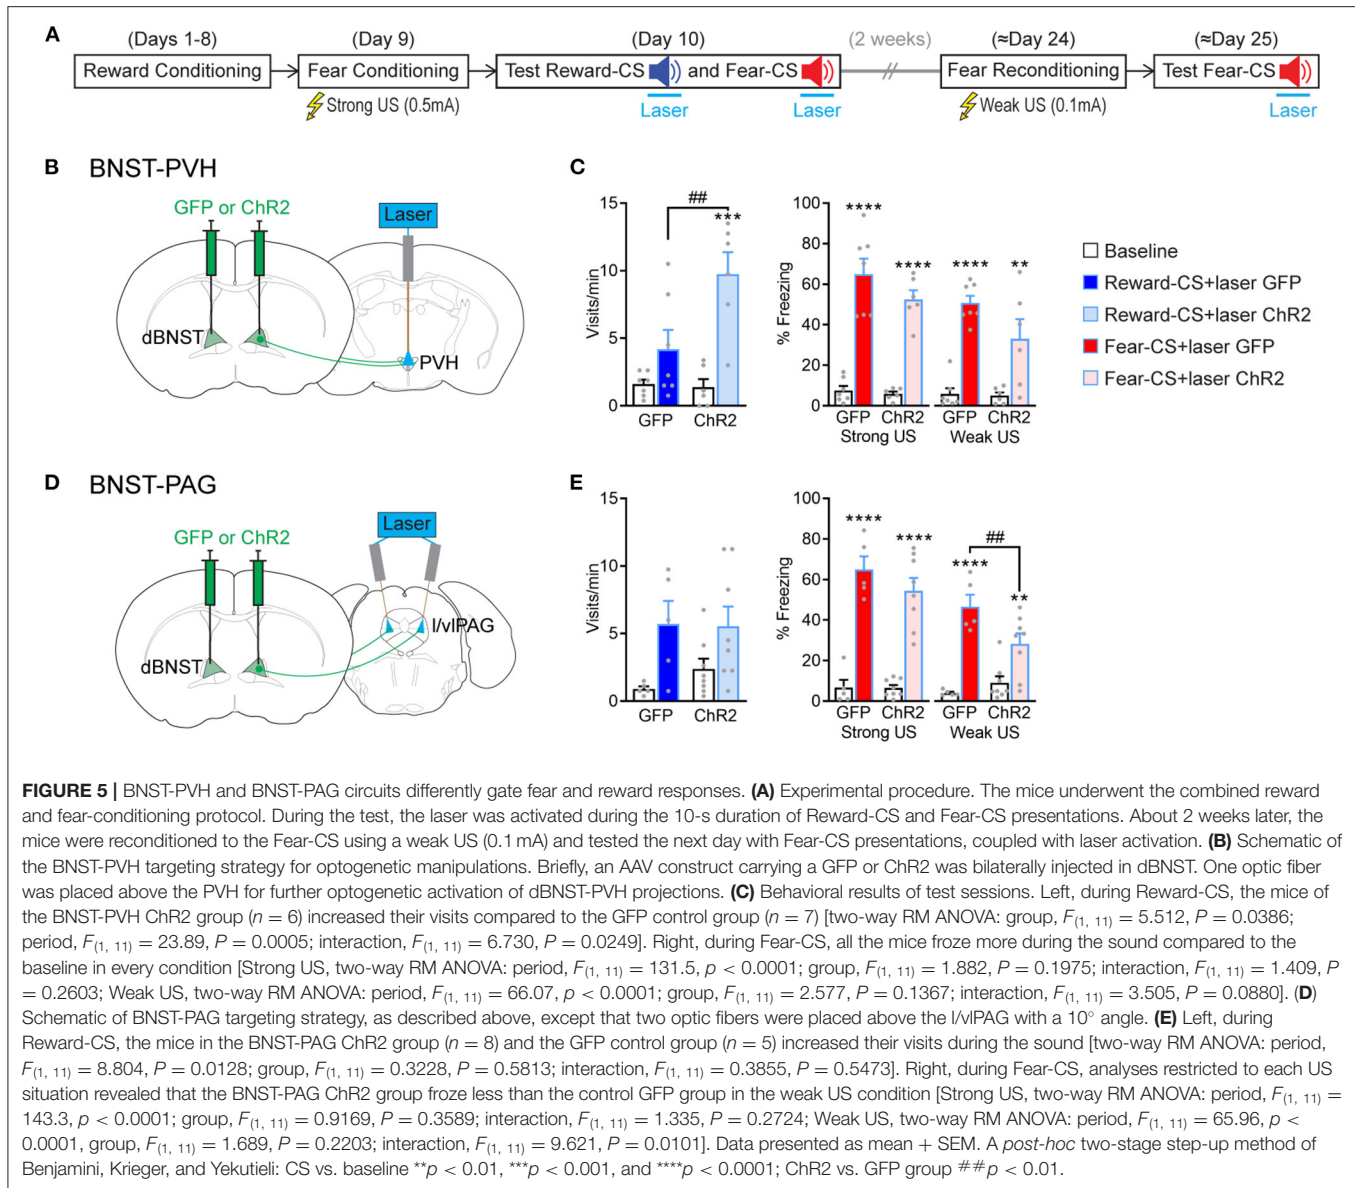 A
(Days 1-8)
(Day 9)
(Day 10)
(2 weeks)
(≈Day 24)
(≈Day 25)
Reward Conditioning
Fear Conditioning
Test Reward-CS and Fear-CS
Fear Reconditioning
Test Fear-CS
Strong US (0.5mA)
Laser
Laser
Weak US (0.1mA)
Laser
B
BNST-PVH
GFP or ChR2
Laser
dBNST
PVH
C
Visits/min
15
10
5
0
##
***
GFP
ChR2
% Freezing
100
80
60
40
20
0
****
****
****
**
GFP ChR2 GFP ChR2
Strong US Weak US
Baseline
Reward-CS+laser GFP
Reward-CS+laser ChR2
Fear-CS+laser GFP
Fear-CS+laser ChR2
D
BNST-PAG
GFP or ChR2
Laser
dBNST
l/vlPAG
E
Visits/min
15
10
5
0
GFP
ChR2
% Freezing
100
80
60
40
20
0
****
****
****
##
**
GFP ChR2 GFP ChR2
Strong US Weak US
FIGURE 5 | BNST-PVH and BNST-PAG circuits differently gate fear and reward responses. (A) Experimental procedure. The mice underwent the combined reward
and fear-conditioning protocol. During the test, the laser was activated during the 10-s duration of Reward-CS and Fear-CS presentations. About 2 weeks later, the
mice were reconditioned to the Fear-CS using a weak US (0.1 mA) and tested the next day with Fear-CS presentations, coupled with laser activation. (B) Schematic of
the BNST-PVH targeting strategy for optogenetic manipulations. Briefly, an AAV construct carrying a GFP or ChR2 was bilaterally injected in dBNST. One optic fiber
was placed above the PVH for further optogenetic activation of dBNST-PVH projections. (C) Behavioral results of test sessions. Left, during Reward-CS, the mice of
the BNST-PVH ChR2 group (n = 6) increased their visits compared to the GFP control group (n = 7) [two-way RM ANOVA: group, F(1, 11) = 5.512, P = 0.0386;
period, F(1, 11) = 23.89, P = 0.0005; interaction, F(1, 11) = 6.730, P = 0.0249]. Right, during Fear-CS, all the mice froze more during the sound compared to the
baseline in every condition [Strong US, two-way RM ANOVA: period, F(1, 11) = 131.5, p < 0.0001; group, F(1, 11) = 1.882, P = 0.1975; interaction, F(1, 11) = 1.409, P
= 0.2603; Weak US, two-way RM ANOVA: period, F(1, 11) = 66.07, p < 0.0001; group, F(1, 11) = 2.577, P = 0.1367; interaction, F(1, 11) = 3.505, P = 0.0880]. (D)
Schematic of BNST-PAG targeting strategy, as described above, except that two optic fibers were placed above the l/vlPAG with a 10° angle. (E) Left, during
Reward-CS, the mice in the BNST-PAG ChR2 group (n = 8) and the GFP control group (n = 5) increased their visits during the sound [two-way RM ANOVA: period,
F(1, 11) = 8.804, P = 0.0128; group, F(1, 11) = 0.3228, P = 0.5813; interaction, F(1, 11) = 0.3855, P = 0.5473]. Right, during Fear-CS, analyses restricted to each US
situation revealed that the BNST-PAG ChR2 group froze less than the control GFP group in the weak US condition [Strong US, two-way RM ANOVA: period, F(1, 11) =
143.3, p < 0.0001; group, F(1, 11) = 0.9169, P = 0.3589; interaction, F(1, 11) = 1.335, P = 0.2724; Weak US, two-way RM ANOVA: period, F(1, 11) = 65.96, p <
0.0001, group, F(1, 11) = 1.689, P = 0.2203; interaction, F(1, 11) = 9.621, P = 0.0101]. Data presented as mean + SEM. A post-hoc two-stage step-up method of
Benjamini, Krieger, and Yekutieli: CS vs. baseline **p < 0.01, ***p < 0.001, and ****p < 0.0001; ChR2 vs. GFP group ##p < 0.01.